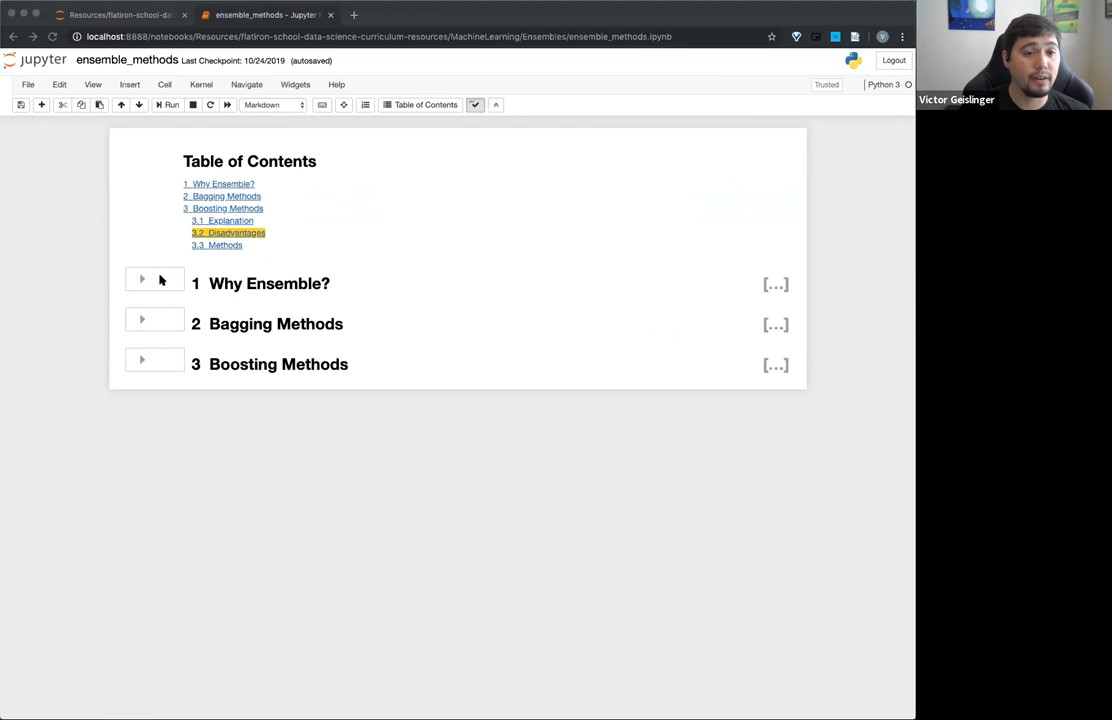 Resources/flatiron-school-dat
ensemble_methods - Jupyter
localhost:8888/notebooks/Resources/flatiron-school-data-science-curriculum-resources/MachineLearning/Ensembles/ensemble_methods.ipynb
V
jupyter ensemble_methods Last Checkpoint: 10/24/2019 (autosaved)
Logout
File Edit View Insert Cell Kernel Navigate Widgets Help
Trusted
Python 3
Run
Markdown
Table of Contents
Victor Geislinger
Table of Contents
1 Why Ensemble?
2 Bagging Methods
3 Boosting Methods
3.1 Explanation
3.2 Disadvantages
3.3 Methods
1 Why Ensemble? [...]
2 Bagging Methods [...]
3 Boosting Methods [...]